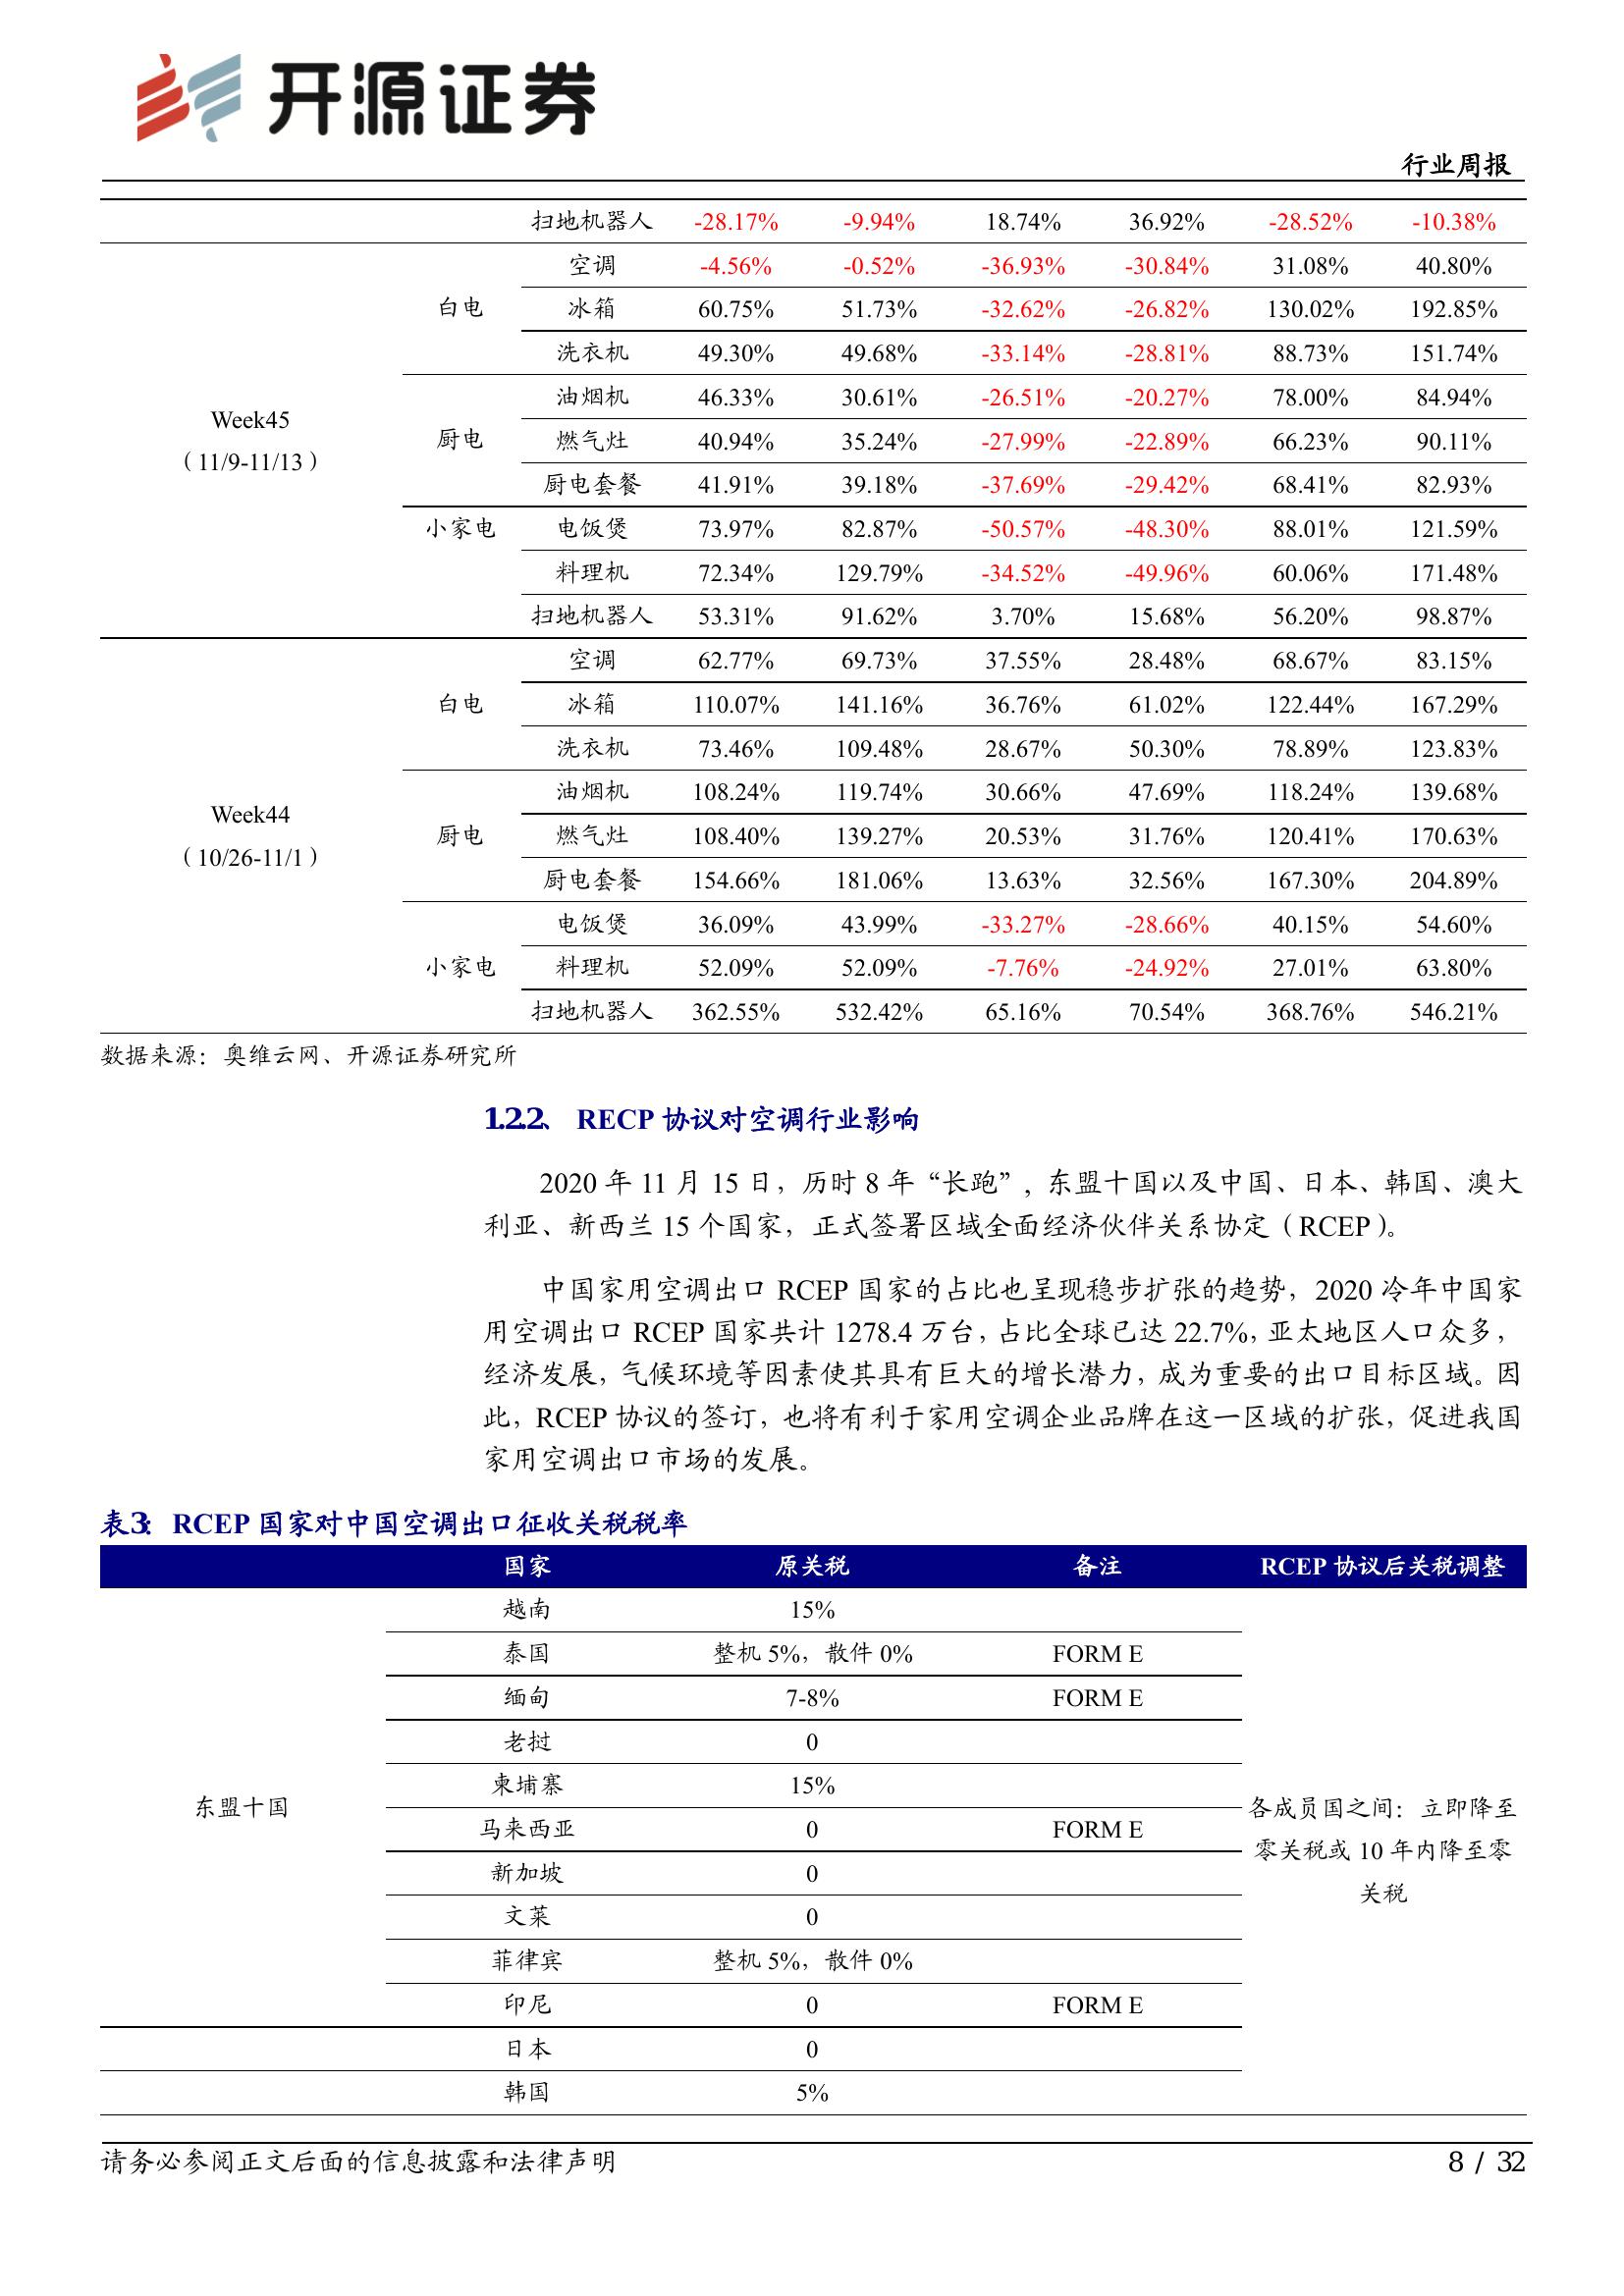 开源证券
行业周报
扫地机器人 -28.17% -9.94% 18.74% 36.92% -28.52% -10.38%
Week45
（11/9-11/13）
白电
空调 -4.56% -0.52% -36.93% -30.84% 31.08% 40.80%
冰箱 60.75% 51.73% -32.62% -26.82% 130.02% 192.85%
洗衣机 49.30% 49.68% -33.14% -28.81% 88.73% 151.74%
厨电
油烟机 46.33% 30.61% -26.51% -20.27% 78.00% 84.94%
燃气灶 40.94% 35.24% -27.99% -22.89% 66.23% 90.11%
厨电套餐 41.91% 39.18% -37.69% -29.42% 68.41% 82.93%
小家电 电饭煲 73.97% 82.87% -50.57% -48.30% 88.01% 121.59%
料理机 72.34% 129.79% -34.52% -49.96% 60.06% 171.48%
扫地机器人 53.31% 91.62% 3.70% 15.68% 56.20% 98.87%
Week44
（10/26-11/1）
白电
空调 62.77% 69.73% 37.55% 28.48% 68.67% 83.15%
冰箱 110.07% 141.16% 36.76% 61.02% 122.44% 167.29%
洗衣机 73.46% 109.48% 28.67% 50.30% 78.89% 123.83%
厨电
油烟机 108.24% 119.74% 30.66% 47.69% 118.24% 139.68%
燃气灶 108.40% 139.27% 20.53% 31.76% 120.41% 170.63%
厨电套餐 154.66% 181.06% 13.63% 32.56% 167.30% 204.89%
小家电
电饭煲 36.09% 43.99% -33.27% -28.66% 40.15% 54.60%
料理机 52.09% 52.09% -7.76% -24.92% 27.01% 63.80%
扫地机器人 362.55% 532.42% 65.16% 70.54% 368.76% 546.21%
数据来源：奥维云网、开源证券研究所
1.2.2、 RECP 协议对空调行业影响
2020 年 11 月 15 日，历时 8 年“长跑”，东盟十国以及中国、日本、韩国、澳大
利亚、新西兰 15 个国家，正式签署区域全面经济伙伴关系协定（RCEP）。
中国家用空调出口 RCEP 国家的占比也呈现稳步扩张的趋势，2020 冷年中国家
用空调出口 RCEP 国家共计 1278.4 万台，占比全球已达 22.7%，亚太地区人口众多，
经济发展，气候环境等因素使其具有巨大的增长潜力，成为重要的出口目标区域。因
此，RCEP 协议的签订，也将有利于家用空调企业品牌在这一区域的扩张，促进我国
家用空调出口市场的发展。
表3： RCEP 国家对中国空调出口征收关税税率
国家 原关税 备注 RCEP 协议后关税调整
东盟十国
越南 15%
泰国 整机 5%，散件 0% FORM E
缅甸 7-8% FORM E
老挝 0
柬埔寨 15%
马来西亚 0 FORM E
新加坡 0
文莱 0
菲律宾 整机 5%，散件 0%
印尼 0 FORM E
日本 0
韩国 5%
各成员国之间：立即降至
零关税或 10 年内降至零
关税
请务必参阅正文后面的信息披露和法律声明
8 / 32